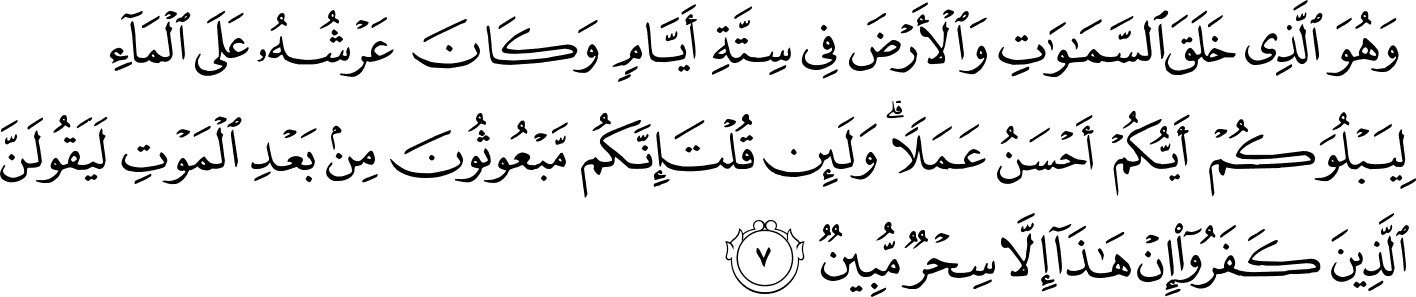 وَهُوَ ٱلَّذِى خَلَقَ ٱلسَّمَـٰوَٰتِ وَٱلْأَرْضَ فِى سِتَّةِ أَيَّامٍ وَكَانَ عَرْشُهُۥ عَلَى ٱلْمَآءِ
لِيَبْلُوَكُمْ أَيُّكُمْ أَحْسَنُ عَمَلًا ۗ وَلَئِن قُلْتَ إِنَّكُم مَّبْعُوثُونَ مِنۢ بَعْدِ ٱلْمَوْتِ لَيَقُولَنَّ
ٱلَّذِينَ كَفَرُوٓا۟ إِنْ هَـٰذَآ إِلَّا سِحْرٌ مُّبِينٌ ٧